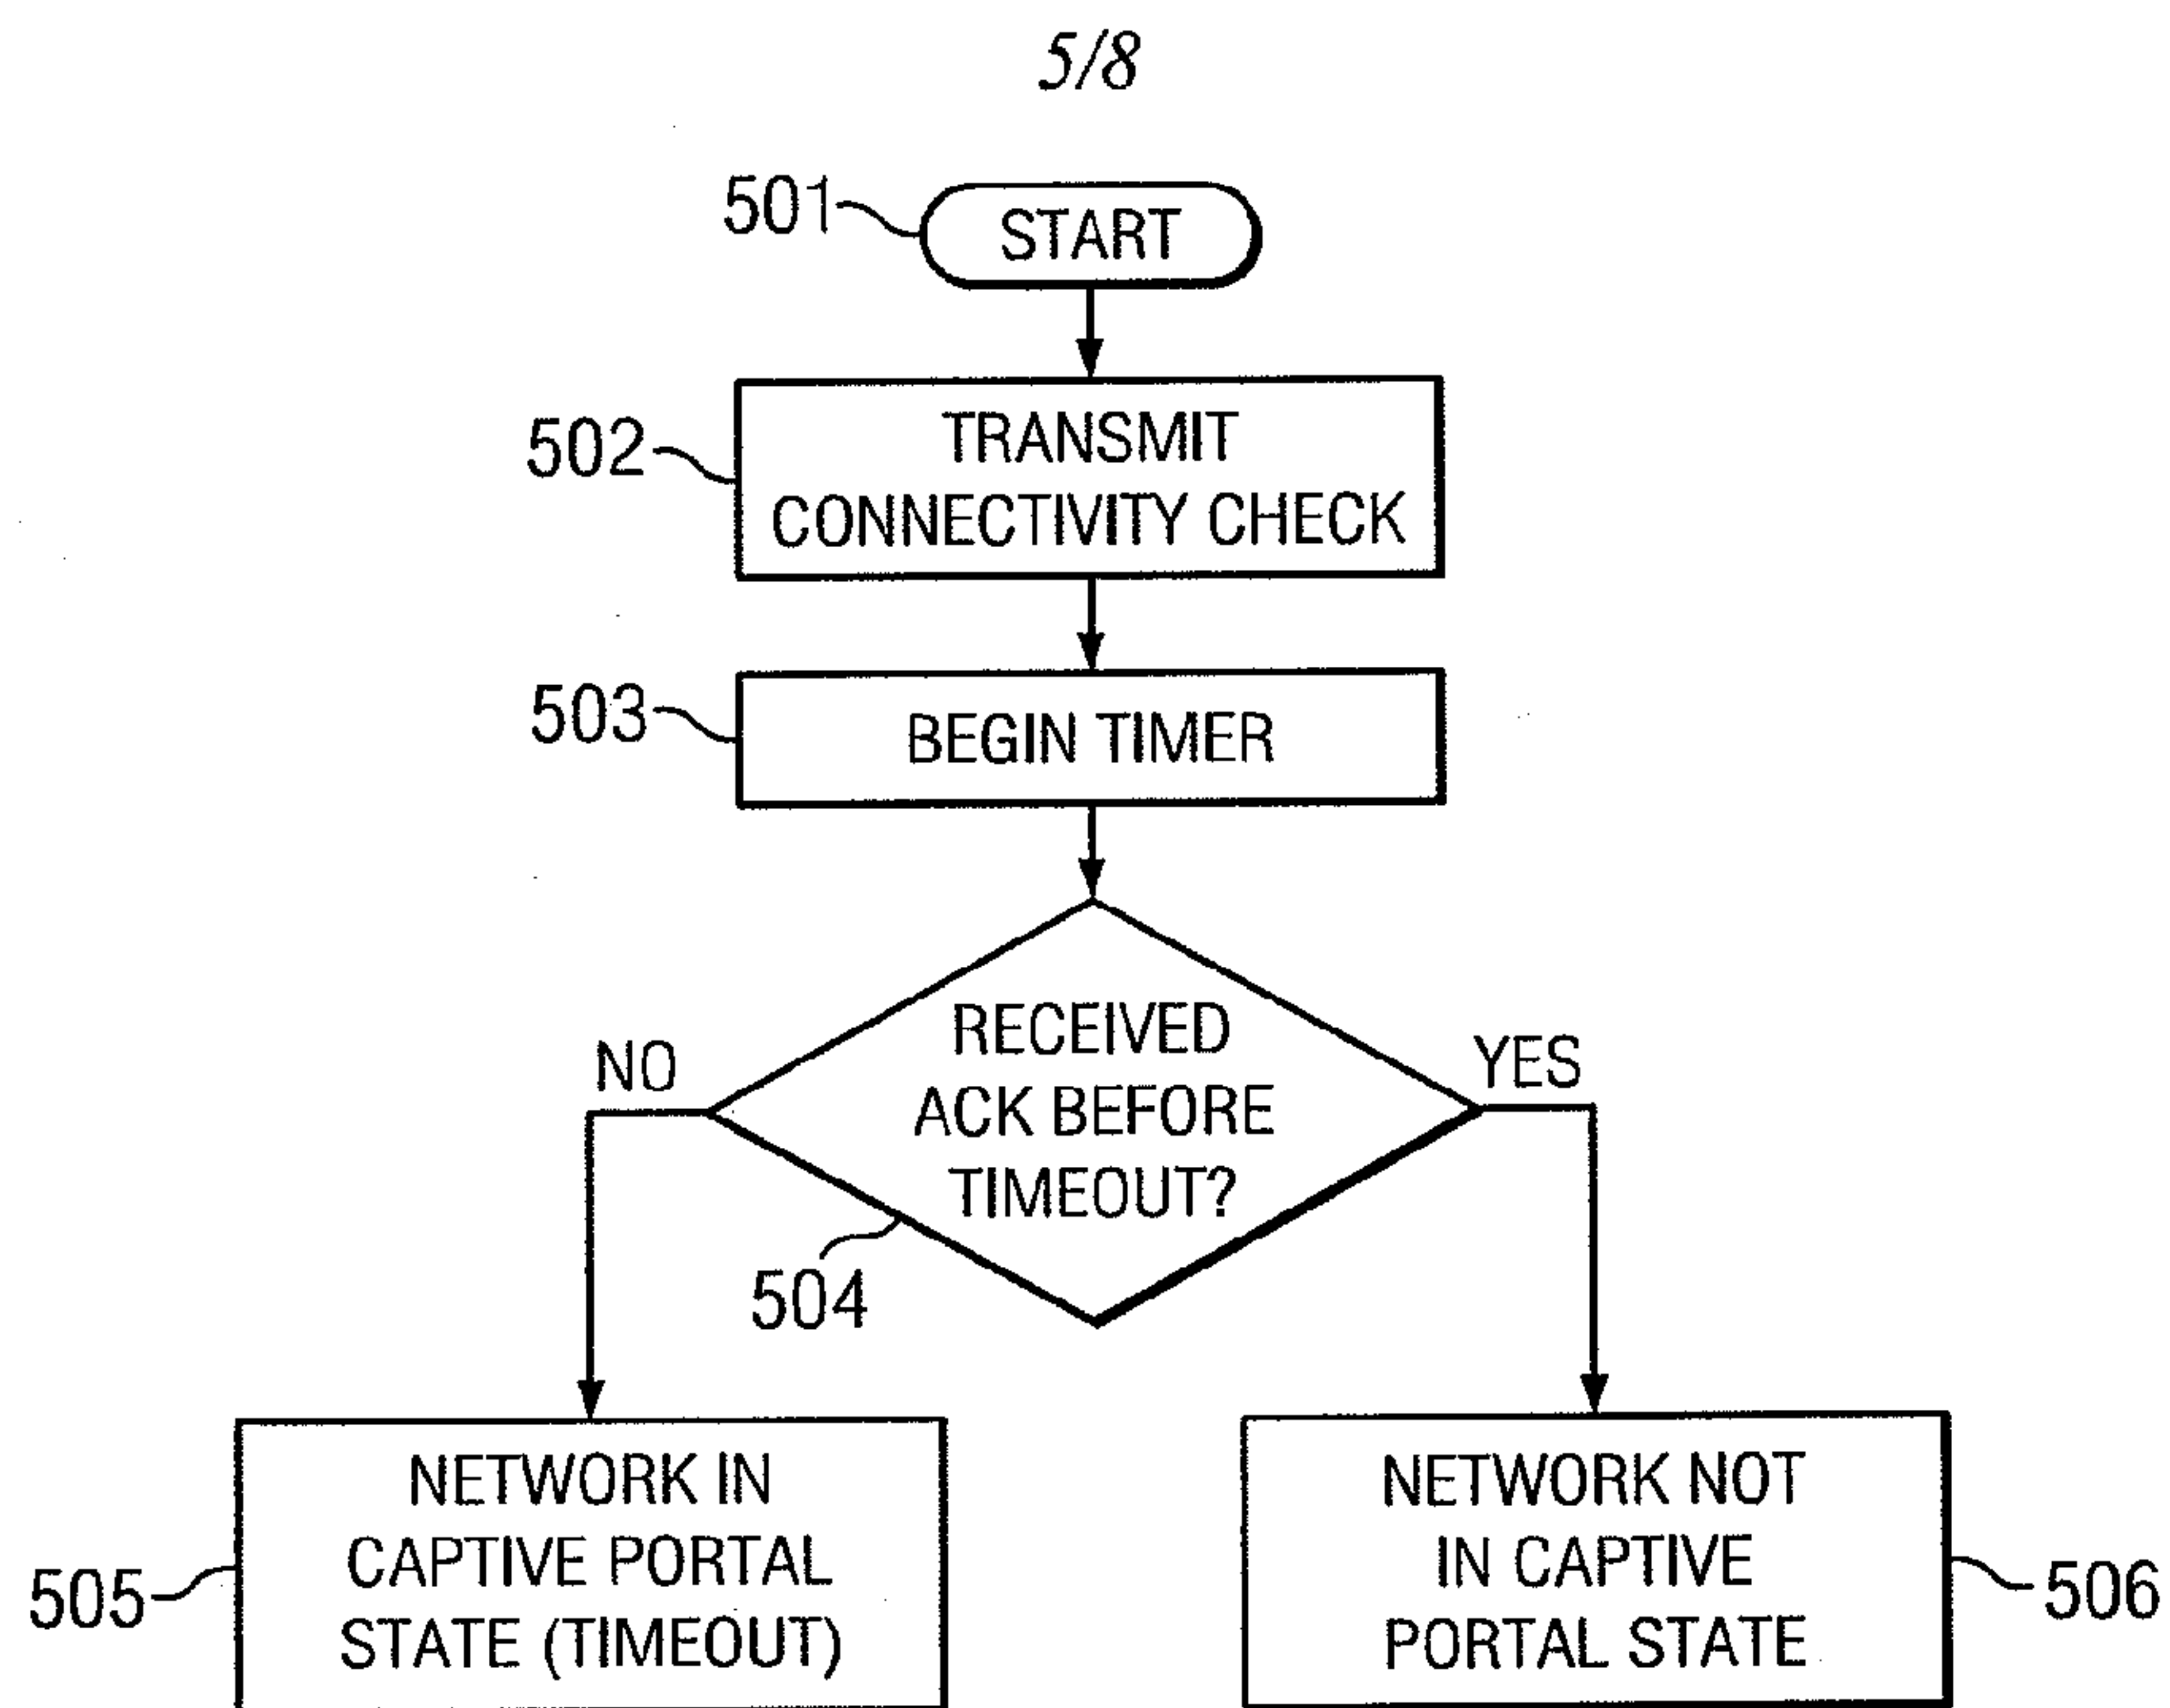 5/8
501
START
502
TRANSMIT
CONNECTIVITY CHECK
503
BEGIN TIMER
RECEIVED
ACK BEFORE
TIMEOUT?
NO
YES
504
NETWORK IN
CAPTIVE PORTAL
STATE (TIMEOUT)
505
NETWORK NOT
IN CAPTIVE
PORTAL STATE
506